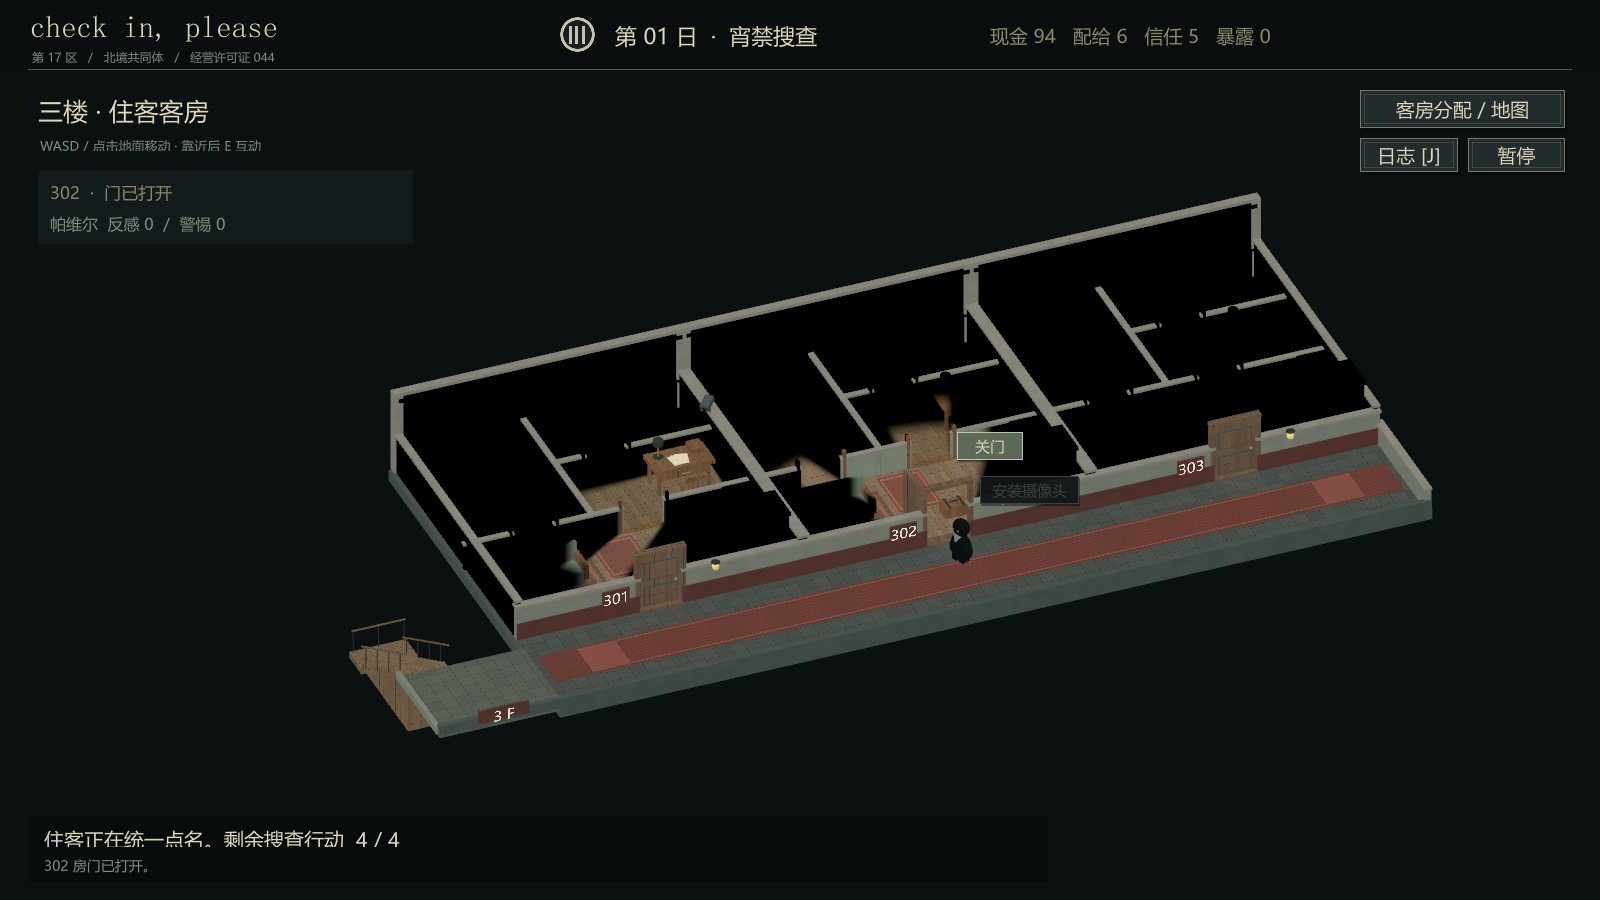 check in, please
第 17 区 / 北境共同体 / 经营许可证 044
第 01 日 · 宵禁搜查
现金 94 配给 6 信任 5 暴露 0
三楼 · 住客客房
WASD / 点击地面移动 · 靠近后 E 互动
客房分配 / 地图
日志 [J]
暂停
302 · 门已打开
帕维尔 反感 0 / 警惕 0
关门
安装摄像头
303
302
301
3 F
住客正在统一点名。剩余搜查行动 4 / 4
302 房门已打开。